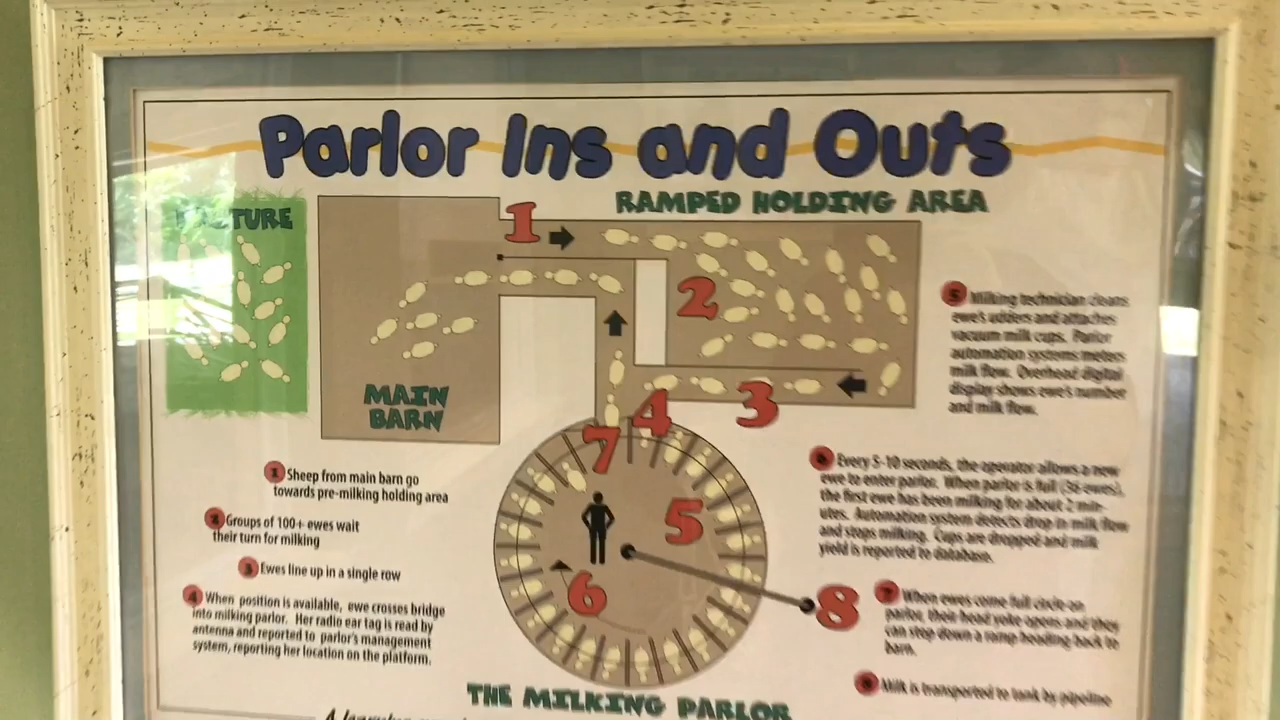 Parlor Ins and Outs
PASTURE
RAMPED HOLDING AREA
1
2
3
4
5
6
7
8
MAIN
BARN
THE MILKING PARLOR
1 Sheep from main barn go
towards pre-milking holding area
2 Groups of 100+ ewes wait
their turn for milking
3 Ewes line up in a single row
4 When position is available, ewe crosses bridge
into milking parlor. Her radio ear tag is read by
antenna and reported to parlor's management
system, reporting her location on the platform.
5 Milking technician cleans
ewe's udders and attaches
vacuum milk cups. Parlor
automation systems meters
milk flow. Overhead digital
display shows ewe's number
and milk flow.
6 Every 5-10 seconds, the operator allows a new
ewe to enter parlor. When parlor is full (36 ewes),
the first ewe has been milking for about 2 min-
utes. Automation system detects drop in milk flow
and stops milking. Cups are dropped and milk
yield is reported to database.
7 When ewes come full circle on
parlor, their head yoke opens and they
can step down a ramp heading back to
barn.
8 Milk is transported to tank by pipeline